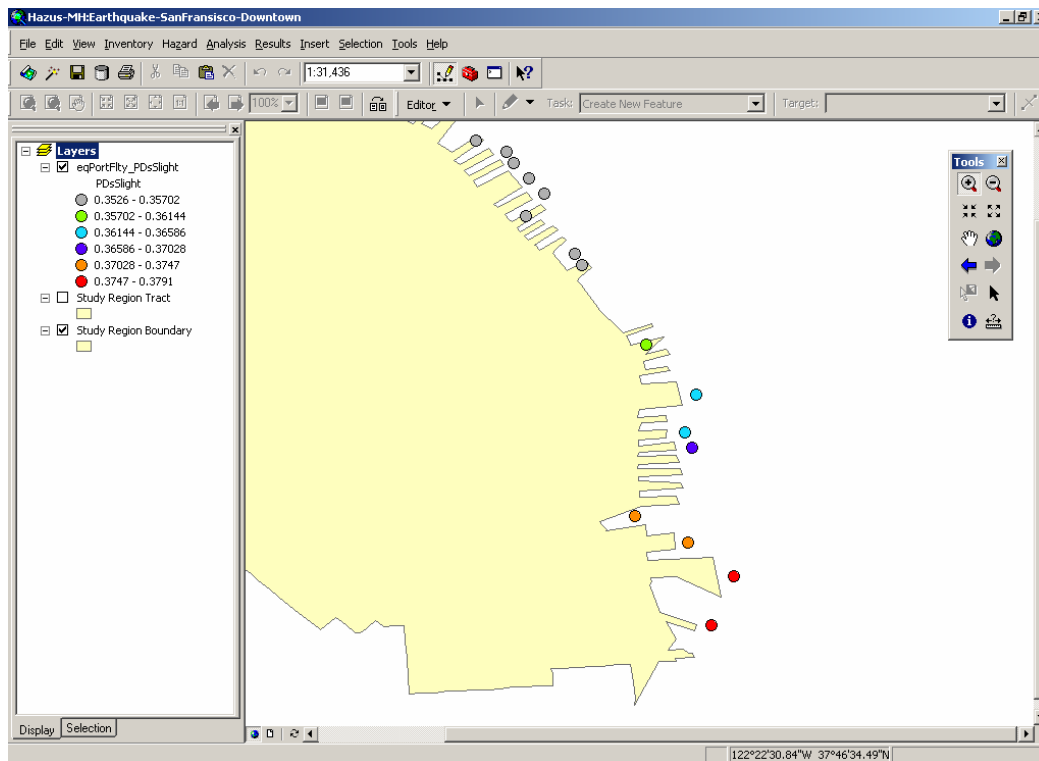 Hazus-MH:Earthquake-SanFransisco-Downtown
File Edit View Inventory Hazard Analysis Results Insert Selection Tools Help
1:31,436
100% Editor Task: Create New Feature Target:
Layers
eqPortFlty_PDsSlight
PDsSlight
0.3526 - 0.35702
0.35702 - 0.36144
0.36144 - 0.36586
0.36586 - 0.37028
0.37028 - 0.3747
0.3747 - 0.3791
Study Region Tract
Study Region Boundary
Tools
Display Selection
122°22'30.84"W 37°46'34.49"N